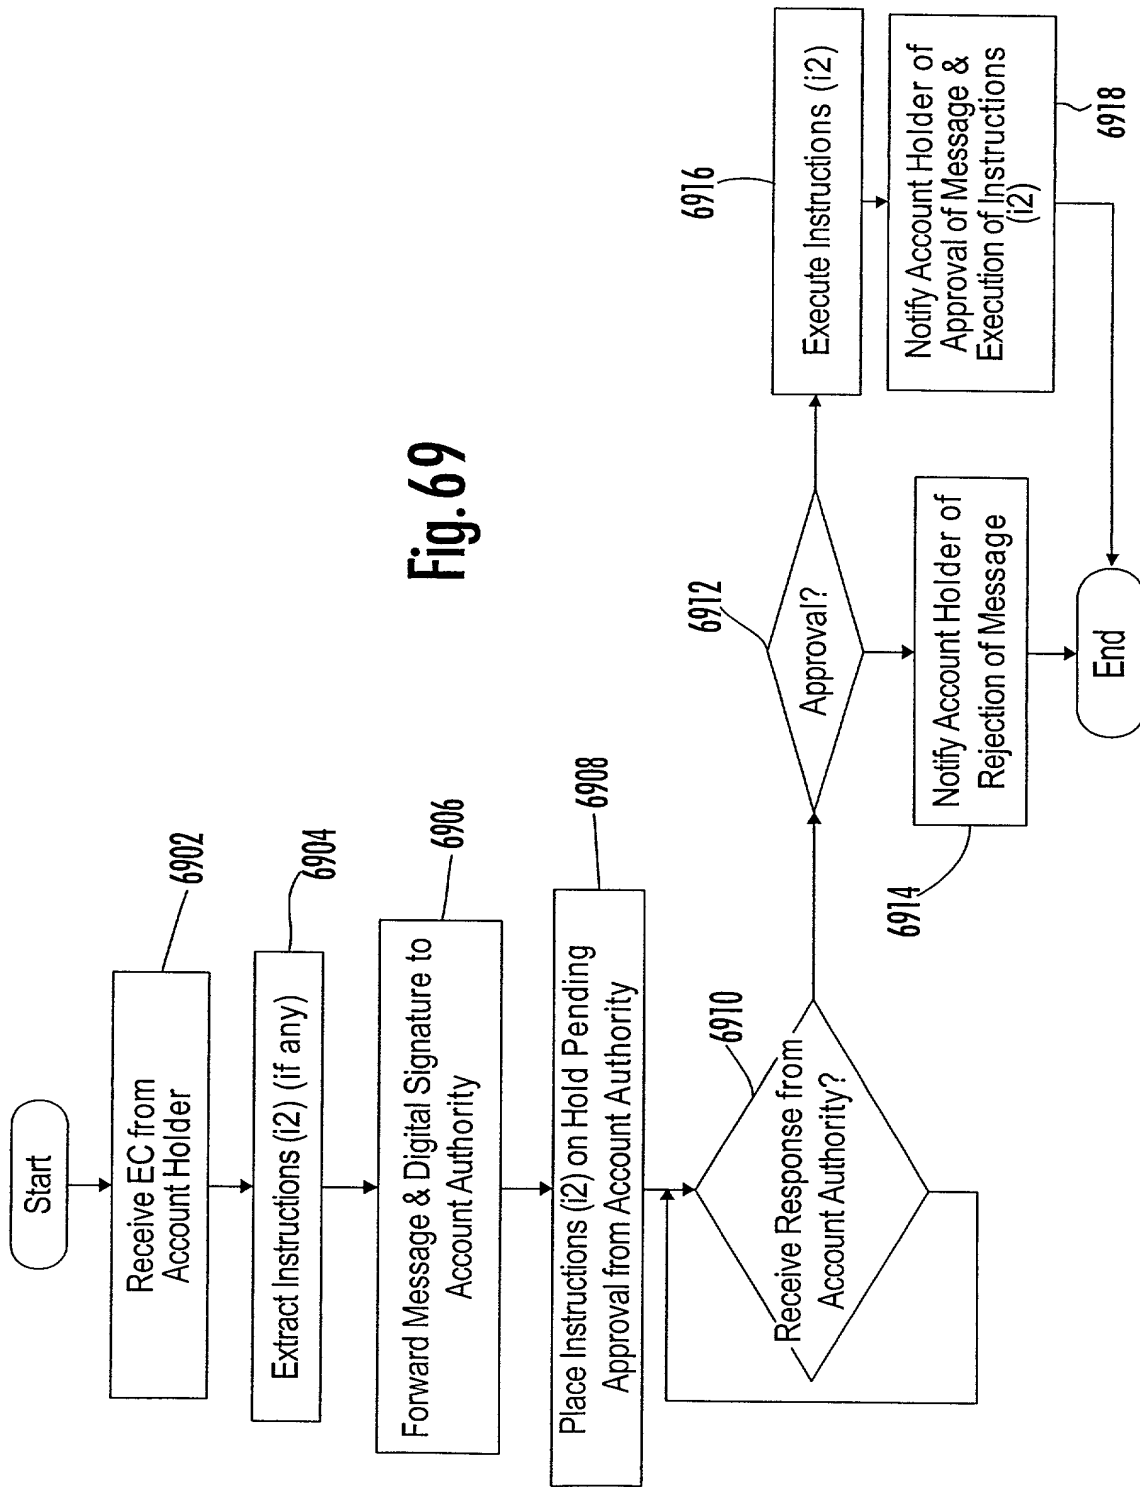 Start
Receive EC from
Account Holder
6902
Extract Instructions (i2) (if any)
6904
Forward Message & Digital Signature to
Account Authority
6906
Place Instructions (i2) on Hold Pending
Approval from Account Authority
6908
Receive Response from
Account Authority?
6910
Approval?
6912
Notify Account Holder of
Rejection of Message
6914
Execute Instructions (i2)
6916
Notify Account Holder of
Approval of Message &
Execution of Instructions
(i2)
6918
End
Fig. 69